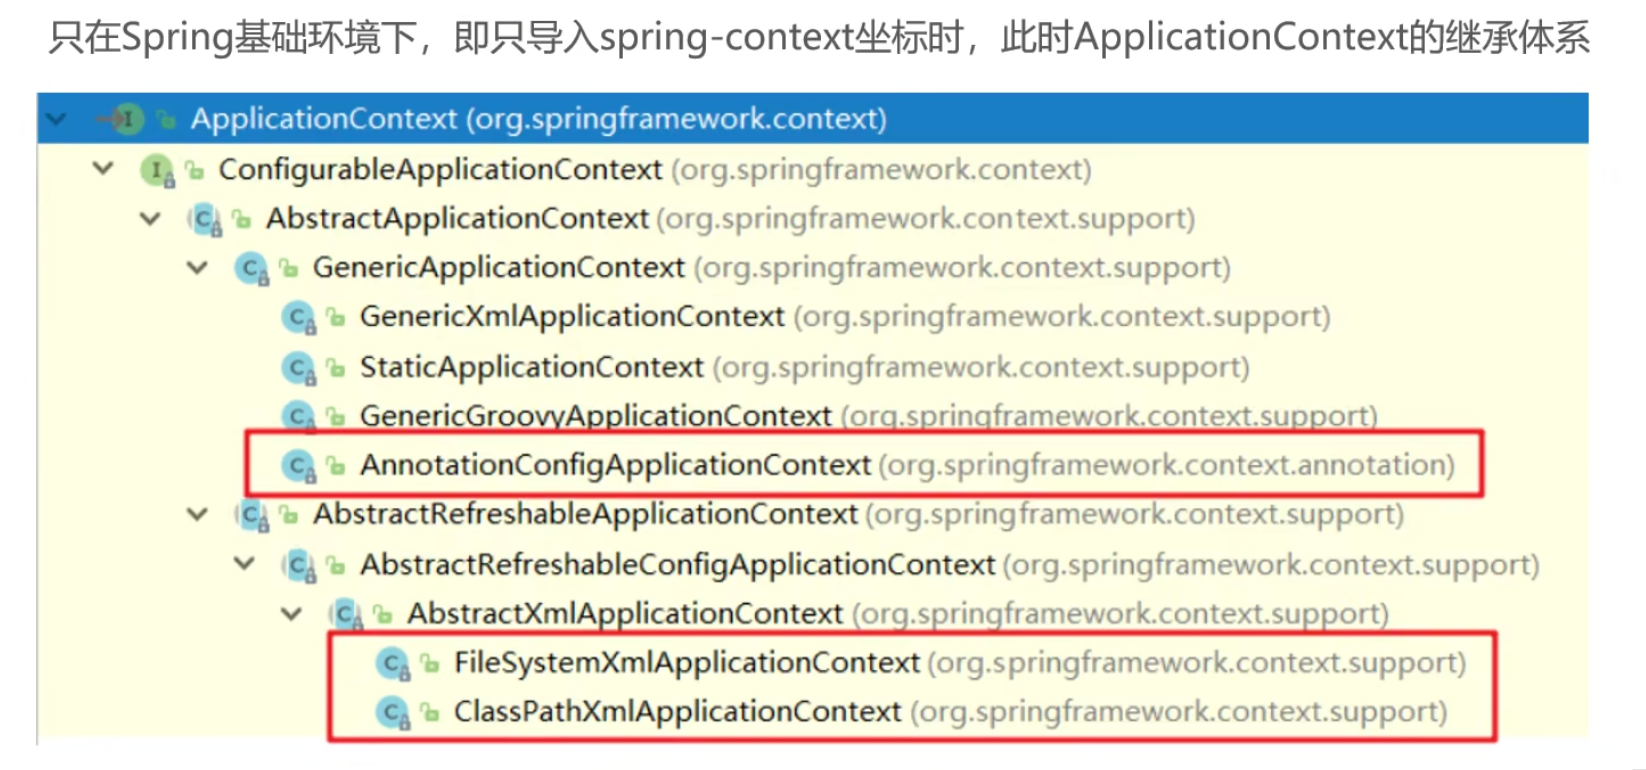 只在Spring基础环境下，即只导入spring-context坐标时，此时ApplicationContext的继承体系
ApplicationContext (org.springframework.context)
ConfigurableApplicationContext (org.springframework.context)
AbstractApplicationContext (org.springframework.context.support)
GenericApplicationContext (org.springframework.context.support)
GenericXmlApplicationContext (org.springframework.context.support)
StaticApplicationContext (org.springframework.context.support)
GenericGroovyApplicationContext (org.springframework.context.support)
AnnotationConfigApplicationContext (org.springframework.context.annotation)
AbstractRefreshableApplicationContext (org.springframework.context.support)
AbstractRefreshableConfigApplicationContext (org.springframework.context.support)
AbstractXmlApplicationContext (org.springframework.context.support)
FileSystemXmlApplicationContext (org.springframework.context.support)
ClassPathXmlApplicationContext (org.springframework.context.support)